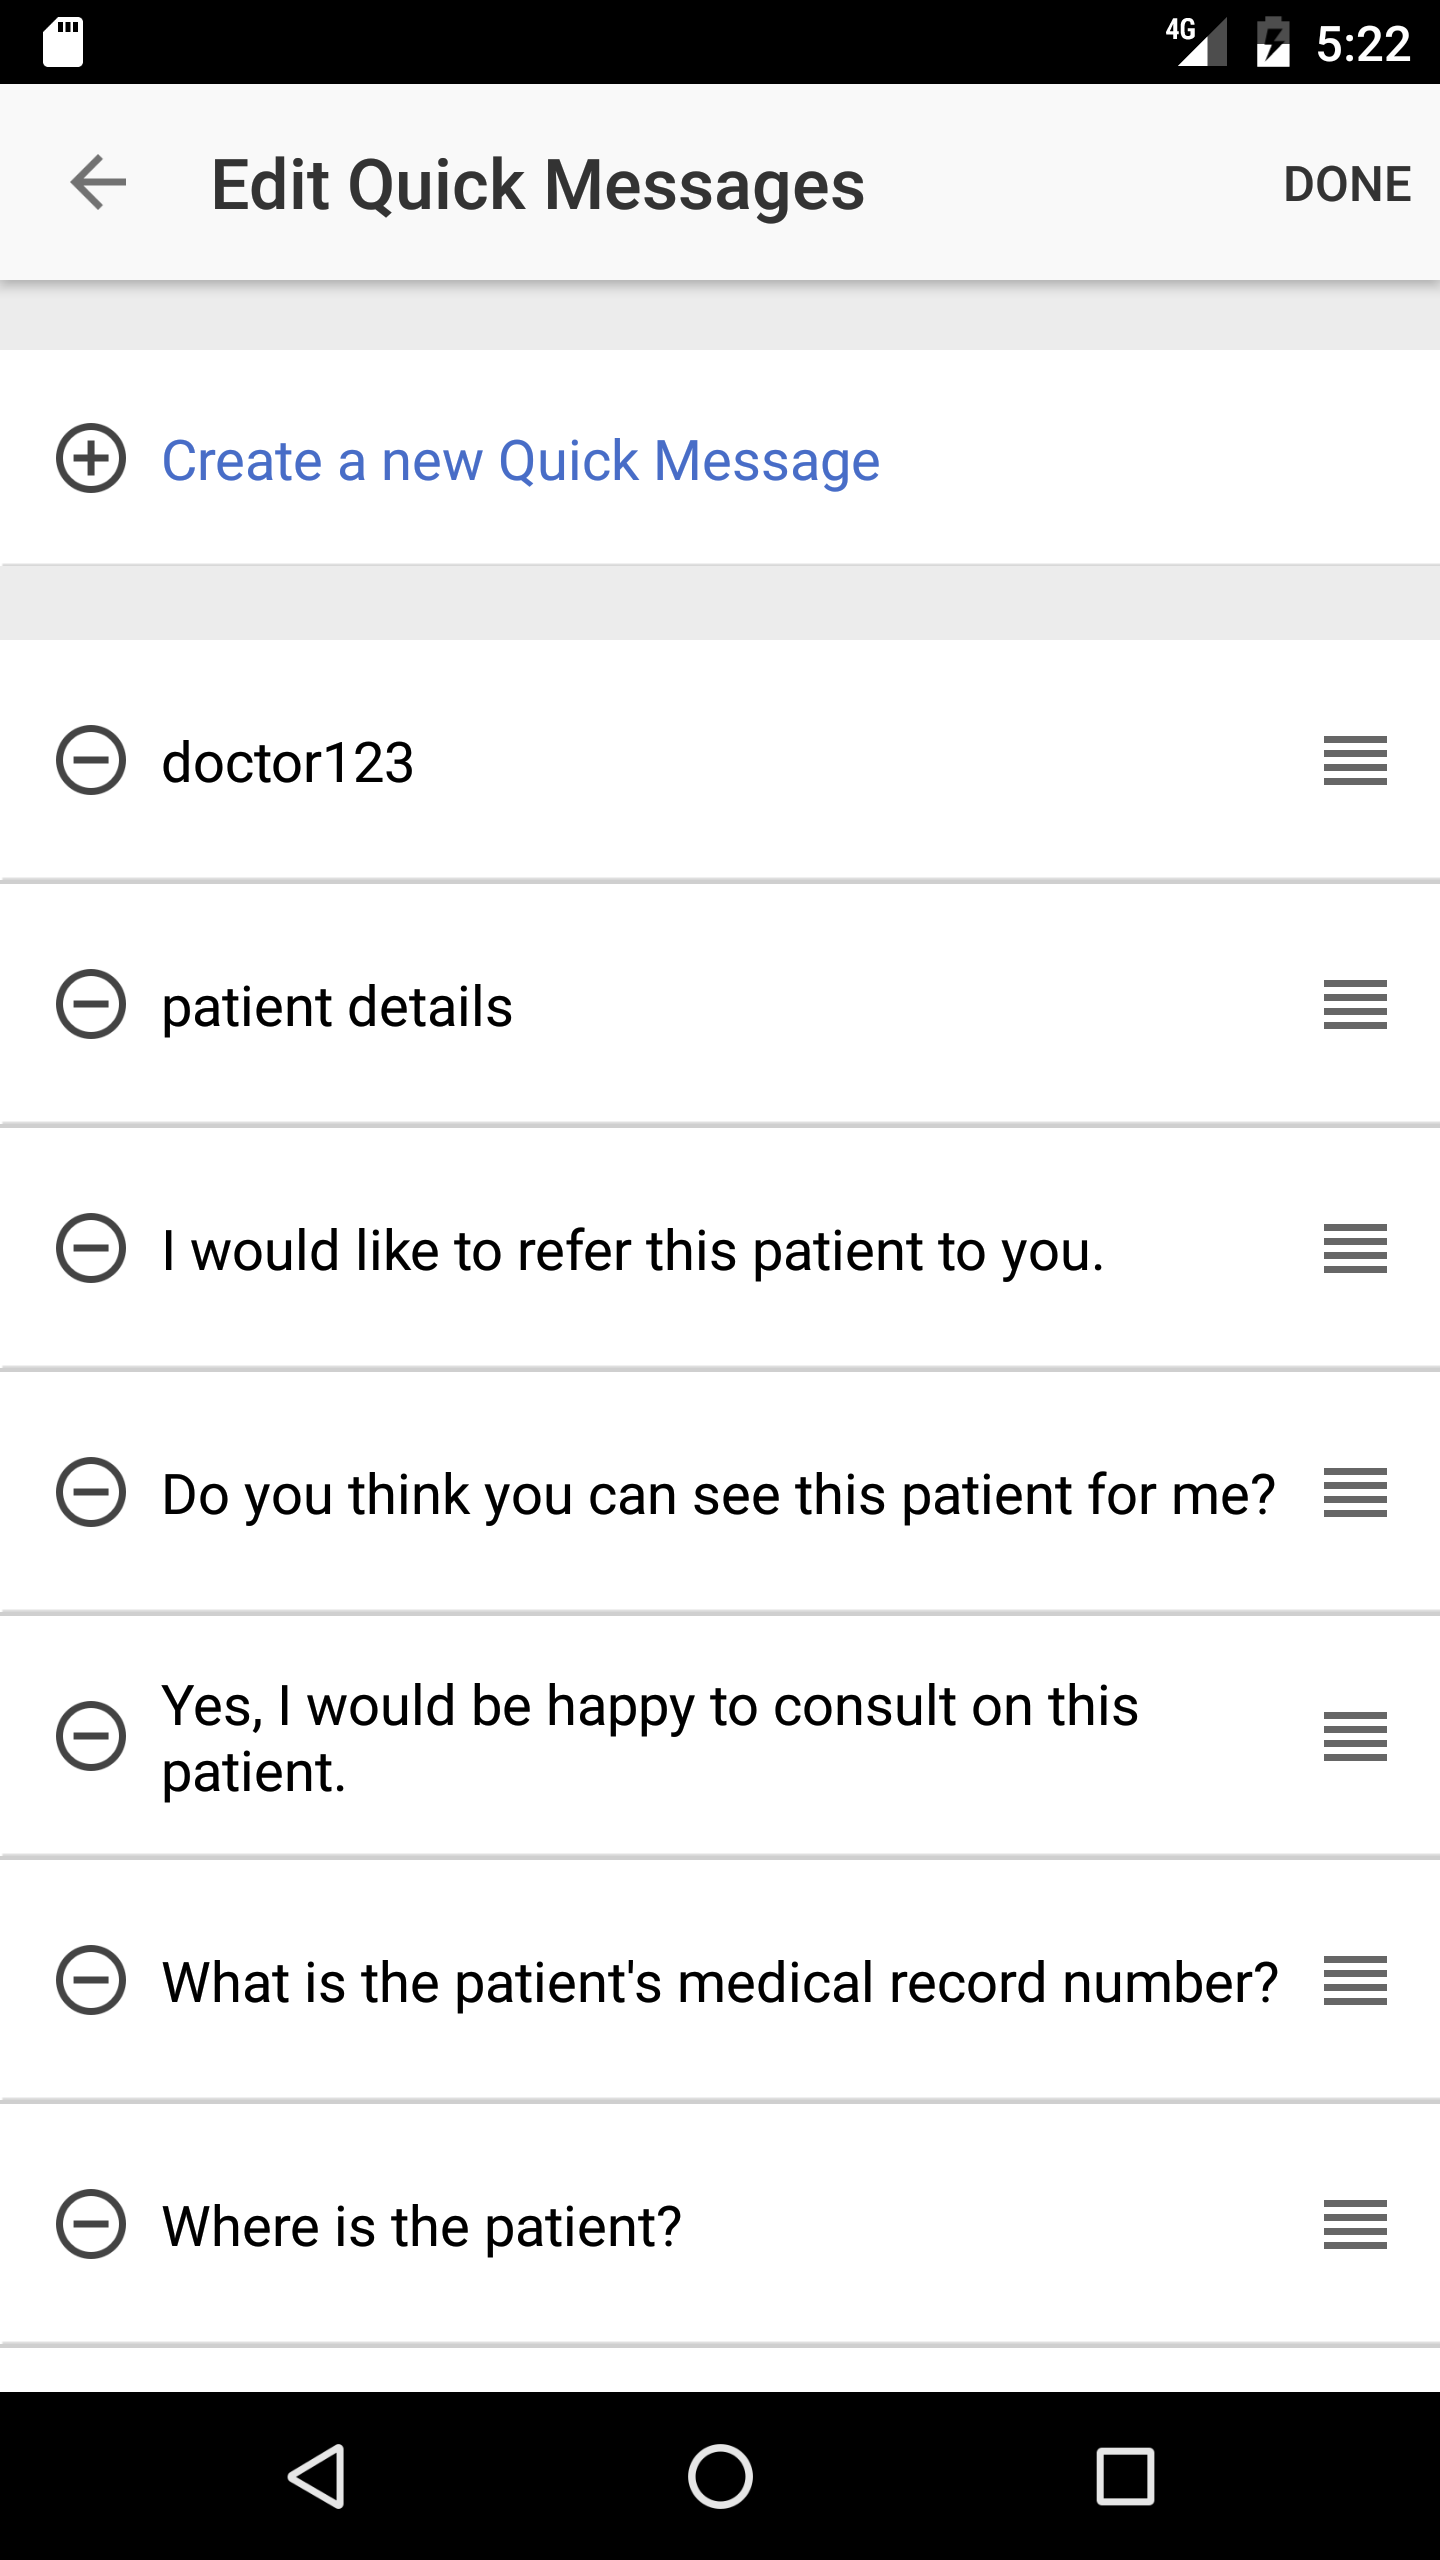 4G 5:22
Edit Quick Messages DONE
Create a new Quick Message
doctor123
patient details
I would like to refer this patient to you.
Do you think you can see this patient for me?
Yes, I would be happy to consult on this
patient.
What is the patient's medical record number?
Where is the patient?